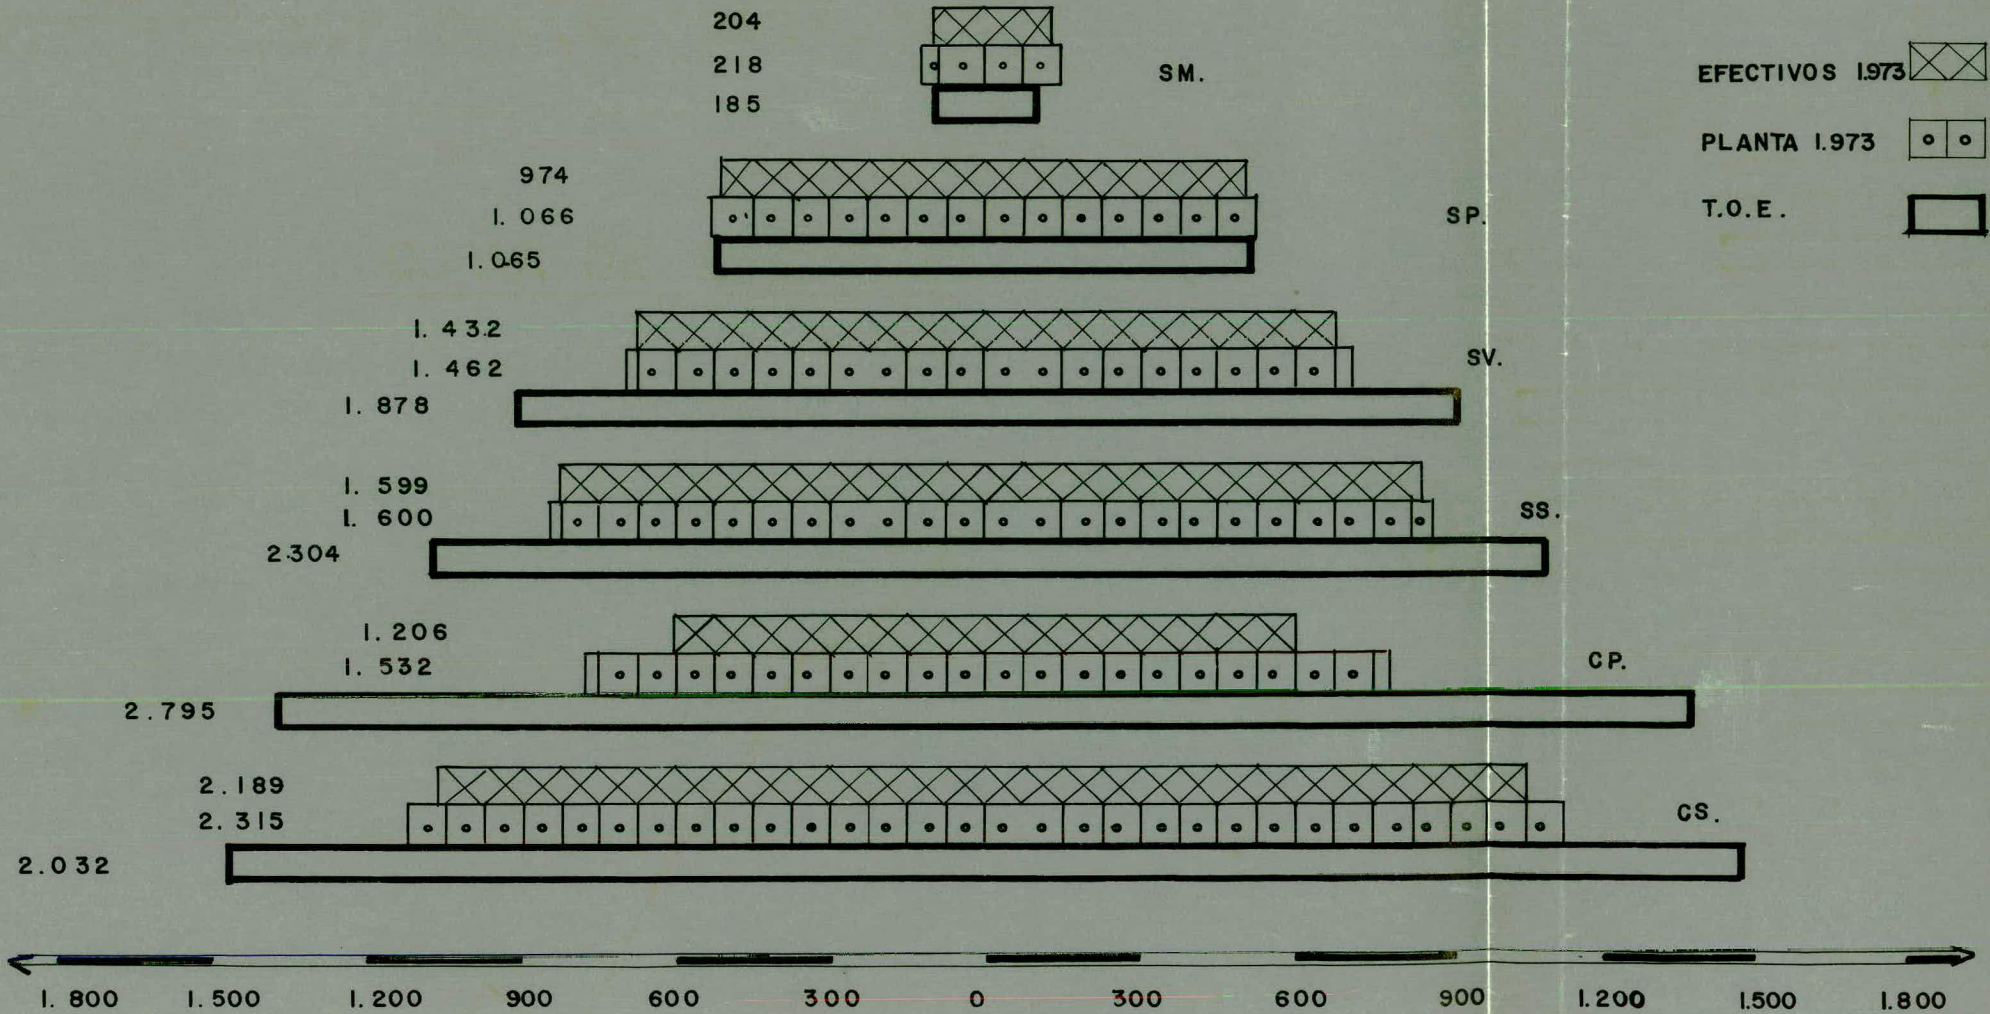 204
218
185
SM.
EFECTIVOS 1.973
PLANTA 1.973
T.O.E.
974
1. 066
1.065
SP.
1. 432
1. 462
1. 878
SV.
1. 599
1. 600
2.304
SS.
1. 206
1. 532
2.795
CP.
2.189
2.315
2.032
CS.
1. 800 1. 500 1. 200 900 600 300 0 300 600 900 1. 200 1.500 1.800